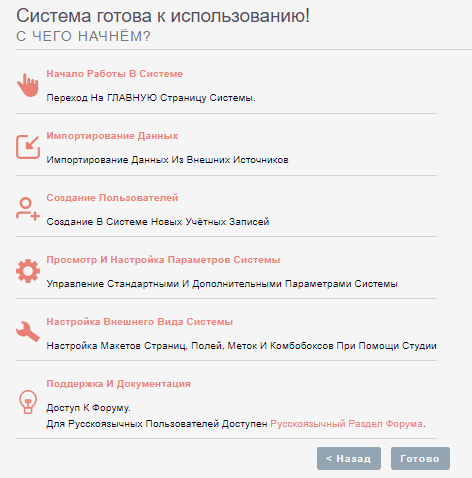 Система готова к использованию!
С ЧЕГО НАЧНЁМ?
Начало Работы В Системе
Переход На ГЛАВНУЮ Страницу Системы.
Импортирование Данных
Импортирование Данных Из Внешних Источников
Создание Пользователей
Создание В Системе Новых Учётных Записей
Просмотр И Настройка Параметров Системы
Управление Стандартными И Дополнительными Параметрами Системы
Настройка Внешнего Вида Системы
Настройка Макетов Страниц, Полей, Меток И Комбобоксов При Помощи Студии
Поддержка И Документация
Доступ К Форуму.
Для Русскоязычных Пользователей Доступен Русскоязычный Раздел Форума.
< Назад Готово